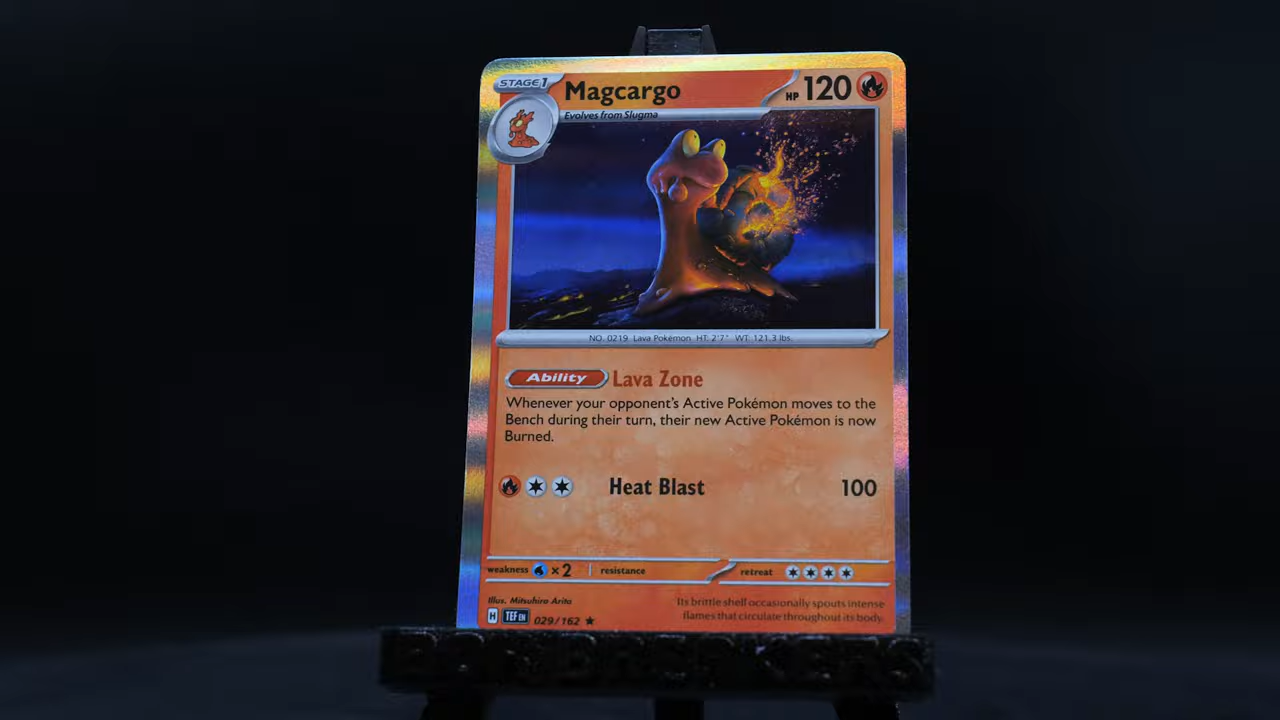 STAGE1
Magcargo
HP 120
Evolves from Slugma
NO. 0219 Lava Pokémon HT: 2'7" WT: 121.3 lbs.
Ability Lava Zone
Whenever your opponent's Active Pokémon moves to the
Bench during their turn, their new Active Pokémon is now
Burned.
Heat Blast 100
weakness ×2 resistance retreat
Illus. Mitsuhiro Arita
Its brittle shell occasionally spouts intense
flames that circulate throughout its body.
H TEF EN 029/162